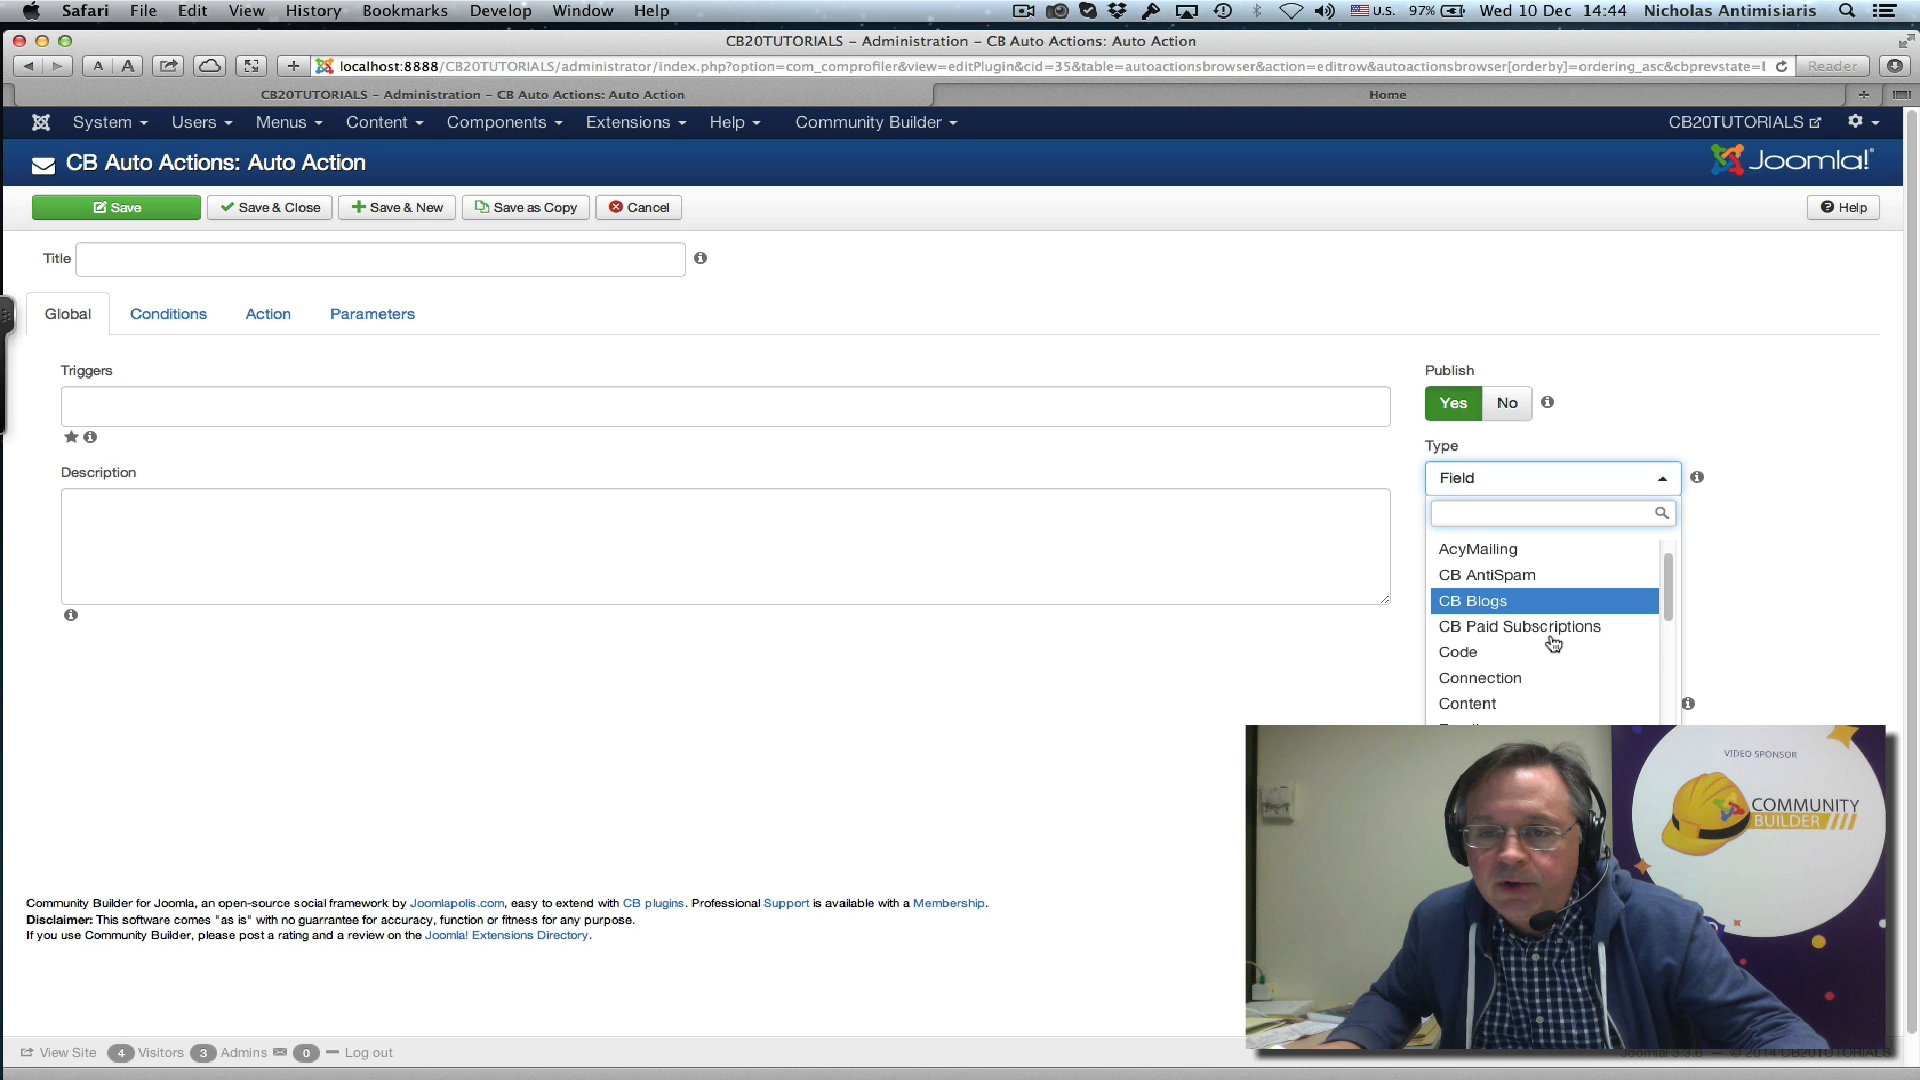 Safari File Edit View History Bookmarks Develop Window Help U.S. 97% Wed 10 Dec 14:44 Nicholas Antimisiaris
CB20TUTORIALS – Administration – CB Auto Actions: Auto Action
A A + localhost:8888/CB20TUTORIALS/administrator/index.php?option=com_comprofiler&view=editPlugin&cid=35&table=autoactionsbrowser&action=editrow&autoactionsbrowser[orderby]=ordering_asc&cbprevstate=l Reader
CB20TUTORIALS – Administration – CB Auto Actions: Auto Action Home +
System Users Menus Content Components Extensions Help Community Builder CB20TUTORIALS
CB Auto Actions: Auto Action Joomla!
Save Save & Close Save & New Save as Copy Cancel Help
Title
Global Conditions Action Parameters
Triggers
Publish
Yes No
Type
Description
Field
AcyMailing
CB AntiSpam
CB Blogs
CB Paid Subscriptions
Code
Connection
Content
VIDEO SPONSOR
COMMUNITY
BUILDER
Community Builder for Joomla, an open-source social framework by Joomlapolis.com, easy to extend with CB plugins. Professional Support is available with a Membership.
Disclaimer: This software comes "as is" with no guarrantee for accuracy, function or fitness for any purpose.
If you use Community Builder, please post a rating and a review on the Joomla! Extensions Directory.
View Site 4 Visitors 3 Admins 0 Log out
Joomla! 3.3.6 — © 2014 CB20TUTORIALS